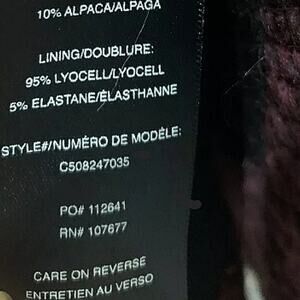 10% ALPACA/ALPAGA
LINING/DOUBLURE:
95% LYOCELL/LYOCELL
5% ELASTANE/ÉLASTHANNE
STYLE#/NUMÉRO DE MODÈLE:
C508247035
PO# 112641
RN# 107677
CARE ON REVERSE
ENTRETIEN AU VERSO